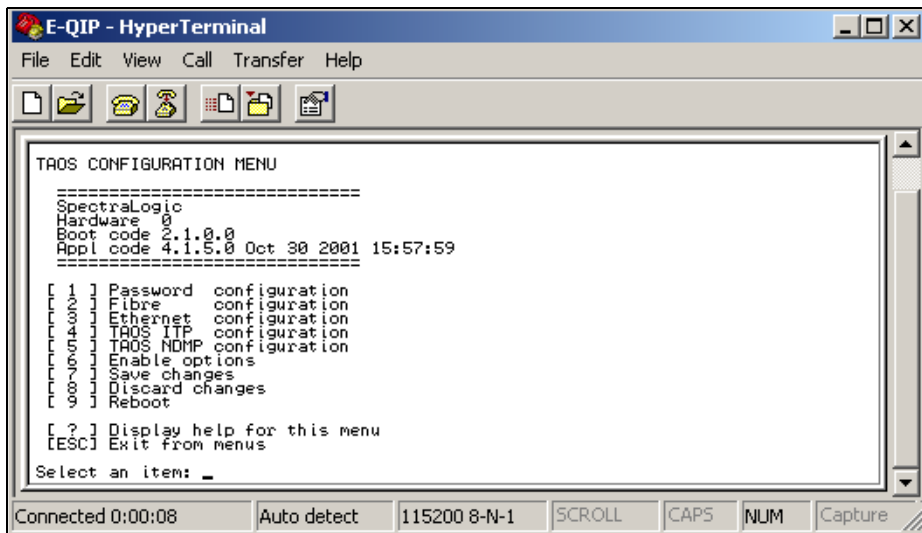 E-QIP - HyperTerminal
File Edit View Call Transfer Help
TAOS CONFIGURATION MENU
==============================
SpectraLogic
Hardware 0
Boot code 2.1.0.0
Appl code 4.1.5.0 Oct 30 2001 15:57:59
==============================
[ 1 ] Password configuration
[ 2 ] Fibre configuration
[ 3 ] Ethernet configuration
[ 4 ] TAOS ITP configuration
[ 5 ] TAOS NDMP configuration
[ 6 ] Enable options
[ 7 ] Save changes
[ 8 ] Discard changes
[ 9 ] Reboot
[ ? ] Display help for this menu
[ESC] Exit from menus
Select an item: _
Connected 0:00:08 Auto detect 115200 8-N-1 SCROLL CAPS NUM Capture